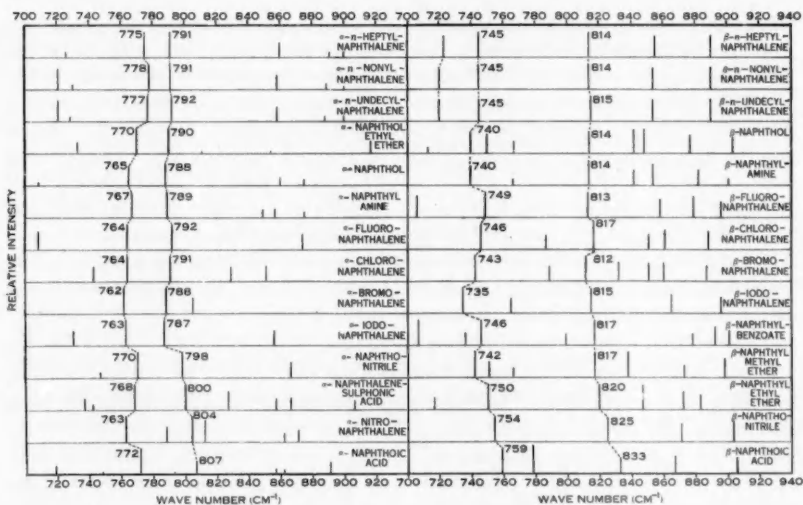 700 720 740 760 780 800 820 840 860 880 900 920 700 720 740 760 780 800 820 840 860 880 900 920 940
RELATIVE INTENSITY
775 791 α-n-HEPTYL-
NAPHTHALENE
778 791 α-n-NONYL-
NAPHTHALENE
777 792 α-n-UNDECYL-
NAPHTHALENE
770 790 α-NAPHTHOL
ETHYL
ETHER
765 788 α-NAPHTHOL
767 789 α-NAPHTHYL
AMINE
764 792 α-FLUORO-
NAPHTHALENE
764 791 α-CHLORO-
NAPHTHALENE
762 788 α-BROMO-
NAPHTHALENE
763 787 α-IODO-
NAPHTHALENE
770 798 α-NAPHTHO-
NITRILE
768 800 α-NAPHTHALENE-
SULPHONIC
ACID
763 804 α-NITRO-
NAPHTHALENE
772 807 α-NAPHTHOIC
ACID
745 814 β-n-HEPTYL-
NAPHTHALENE
745 814 β-n-NONYL-
NAPHTHALENE
745 815 β-n-UNDECYL-
NAPHTHALENE
740 814 β-NAPHTHOL
740 814 β-NAPHTHYL-
AMINE
749 813 β-FLUORO-
NAPHTHALENE
746 817 β-CHLORO-
NAPHTHALENE
743 812 β-BROMO-
NAPHTHALENE
735 815 β-IODO-
NAPHTHALENE
746 817 β-NAPHTHYL-
BENZOATE
742 817 β-NAPHTHYL
METHYL
ETHER
750 820 β-NAPHTHYL
ETHYL
ETHER
754 825 β-NAPHTHO-
NITRILE
759 833 β-NAPHTHOIC
ACID
720 740 760 780 800 820 840 860 880 900 920 700 720 740 760 780 800 820 840 860 880 900 920 940
WAVE NUMBER (CM⁻¹) WAVE NUMBER (CM⁻¹)